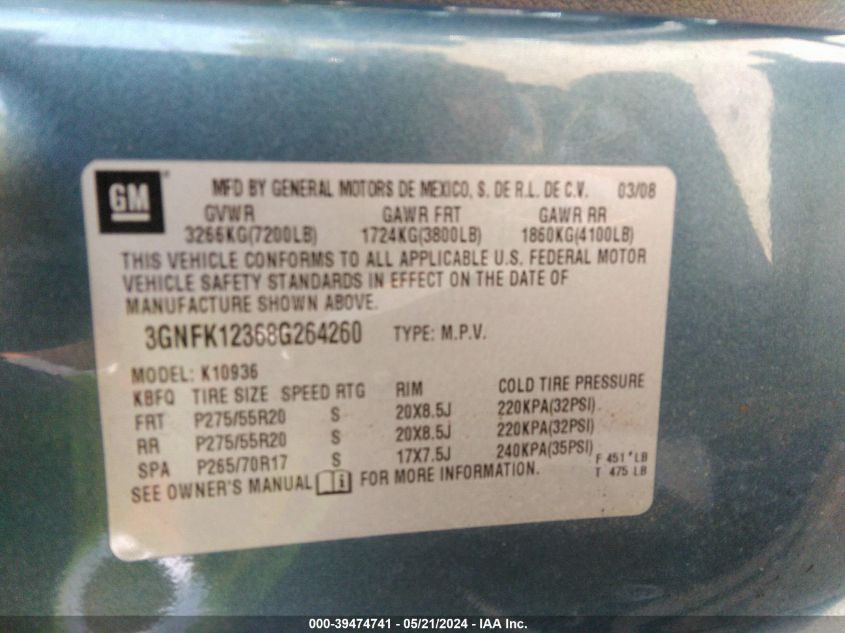 GM
MFD BY GENERAL MOTORS DE MEXICO, S. DE R.L. DE C.V. 03/08
GVWR GAWR FRT GAWR RR
3266KG(7200LB) 1724KG(3800LB) 1860KG(4100LB)
THIS VEHICLE CONFORMS TO ALL APPLICABLE U.S. FEDERAL MOTOR
VEHICLE SAFETY STANDARDS IN EFFECT ON THE DATE OF
MANUFACTURE SHOWN ABOVE.
3GNFK12368G264260 TYPE: M.P.V.
MODEL: K10936
KBFQ TIRE SIZE SPEED RTG RIM COLD TIRE PRESSURE
FRT P275/55R20 S 20X8.5J 220KPA(32PSI)
RR P275/55R20 S 20X8.5J 220KPA(32PSI)
SPA P265/70R17 S 17X7.5J 240KPA(35PSI) F 451 LB
SEE OWNER'S MANUAL FOR MORE INFORMATION. T 475 LB
000-39474741 - 05/21/2024 - IAA Inc.